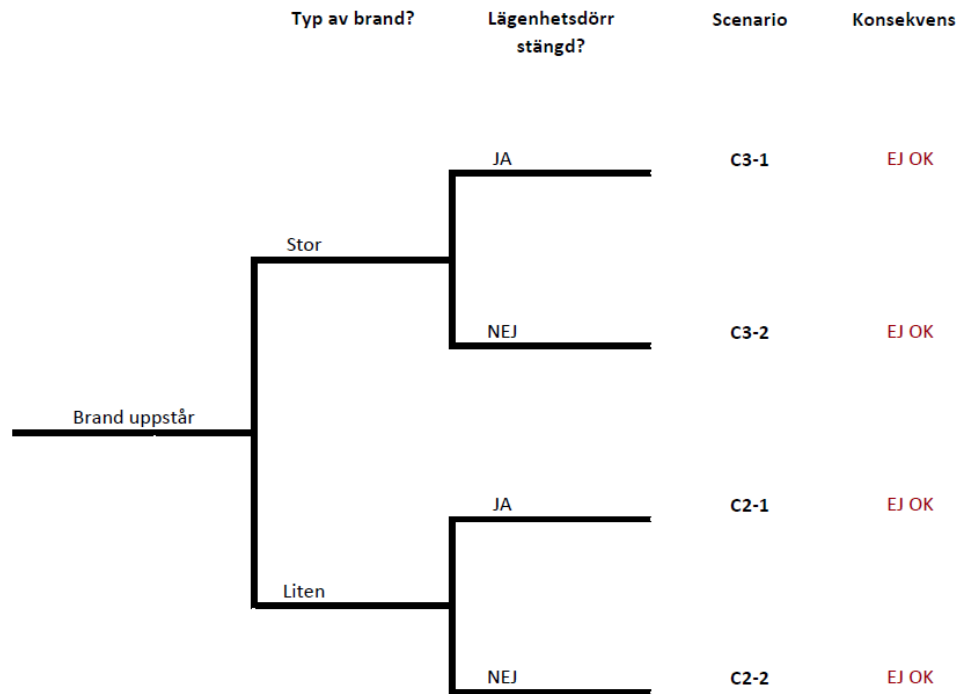 Typ av brand? Lägenhetsdörr stängd? Scenario Konsekvens
JA C3-1 EJ OK
Stor
NEJ C3-2 EJ OK
Brand uppstår
JA C2-1 EJ OK
Liten
NEJ C2-2 EJ OK